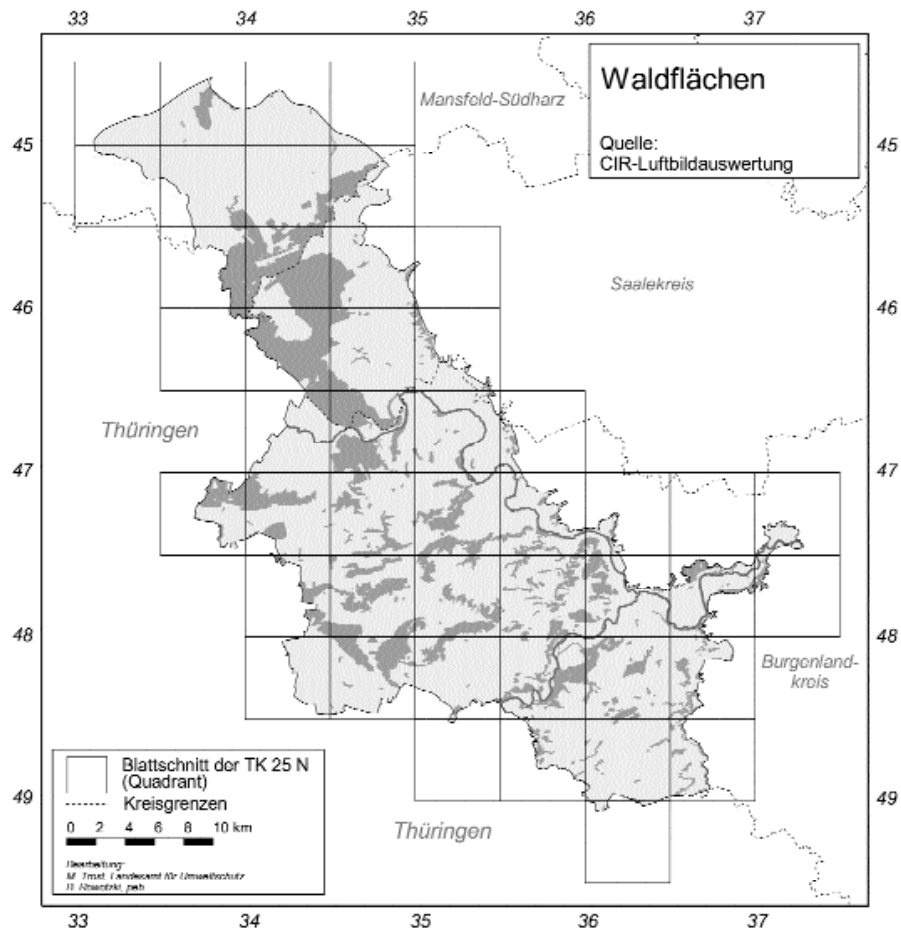 33 34 35 36 37
Waldflächen
Quelle:
CIR-Luftbildauswertung
Mansfeld-Südharz
45 45
Saalekreis
46 46
Thüringen
47 47
48 48
Burgenland-
kreis
Blattschnitt der TK 25 N
(Quadrant)
Kreisgrenzen
0 2 4 6 8 10 km
Bearbeitung:
M. Trost, Landesamt für Umweltschutz
49 49
Thüringen
33 34 35 36 37